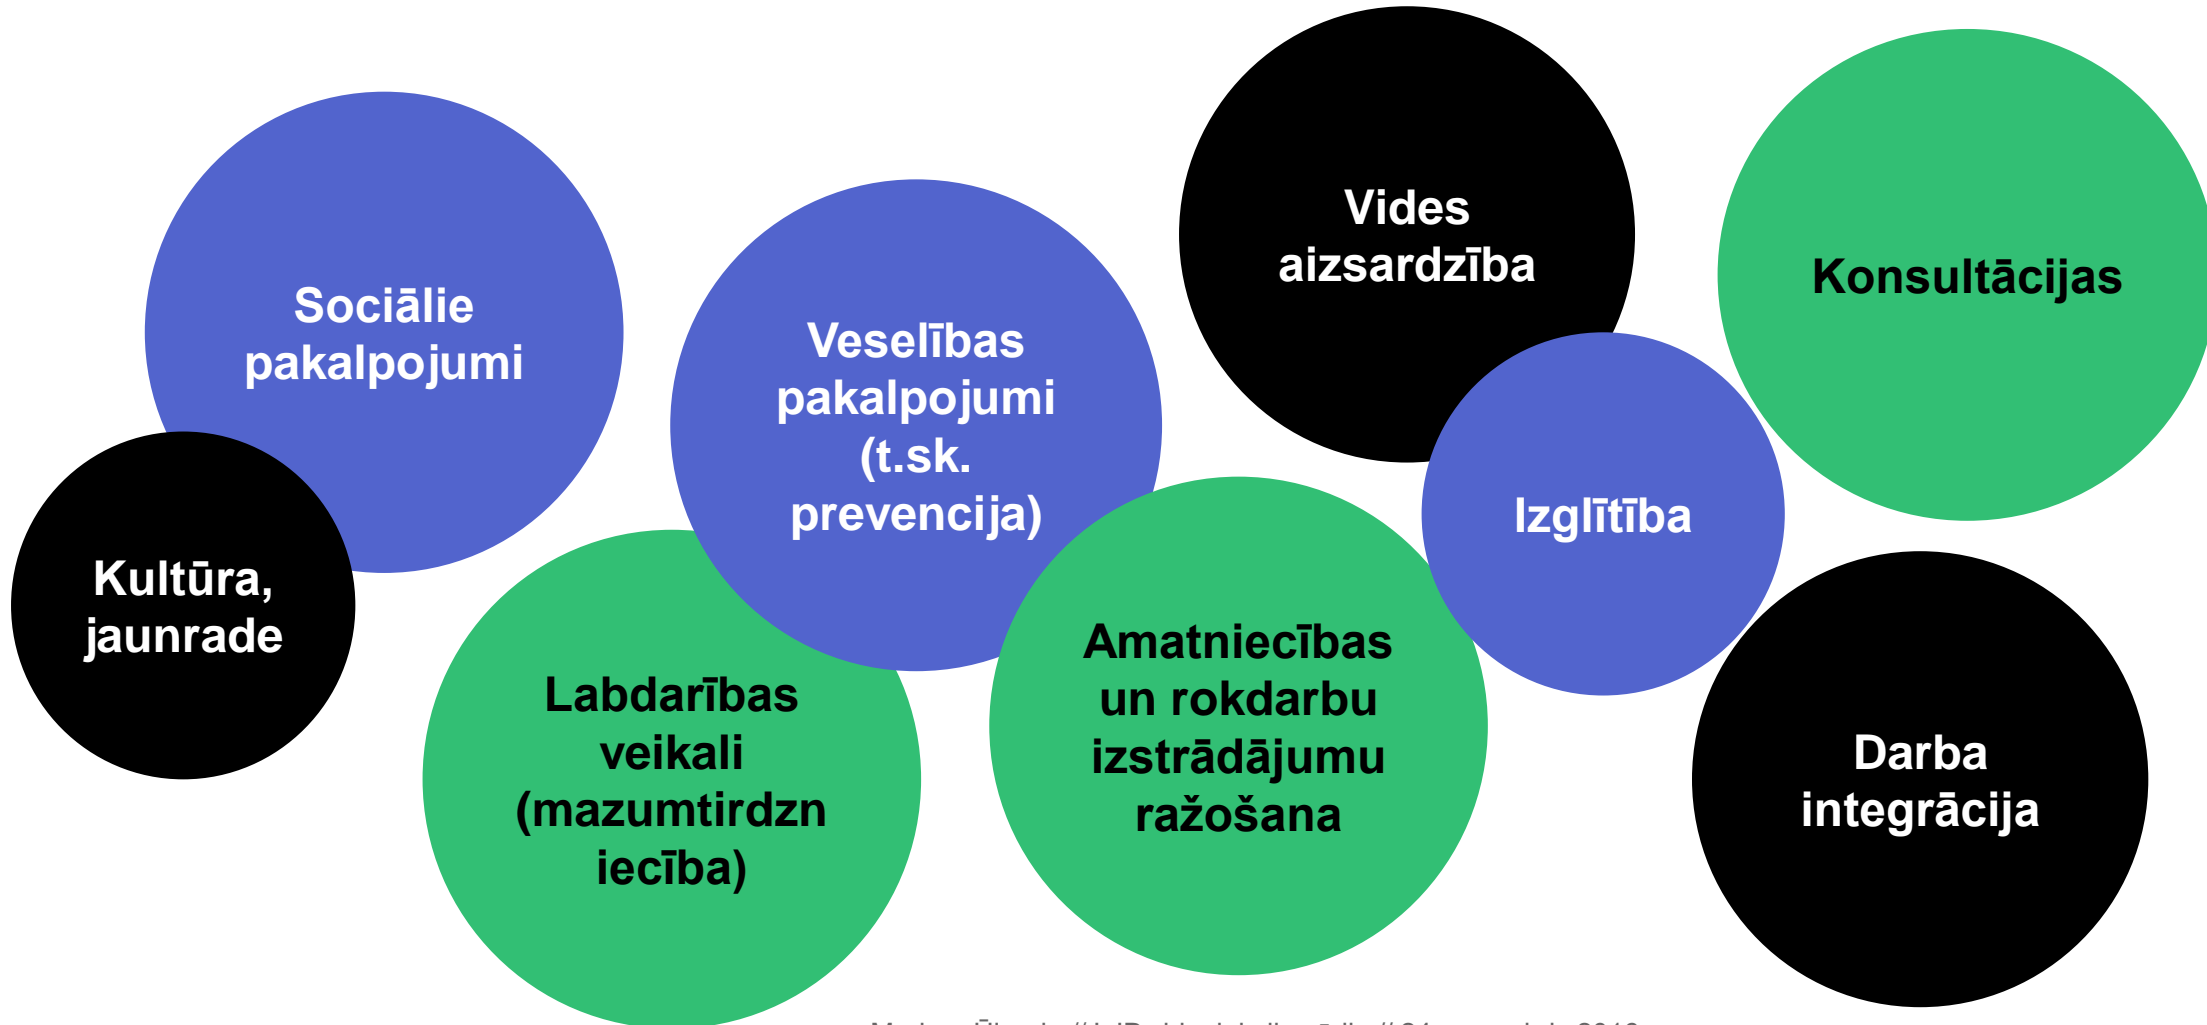 Sociālie
pakalpojumi
Kultūra,
jaunrade
Labdarības
veikali
(mazumtirdzn
iecība)
Veselības
pakalpojumi
(t.sk.
prevencija)
Amatniecības
un rokdarbu
izstrādājumu
ražošana
Vides
aizsardzība
Izglītība
Konsultācijas
Darba
integrācija